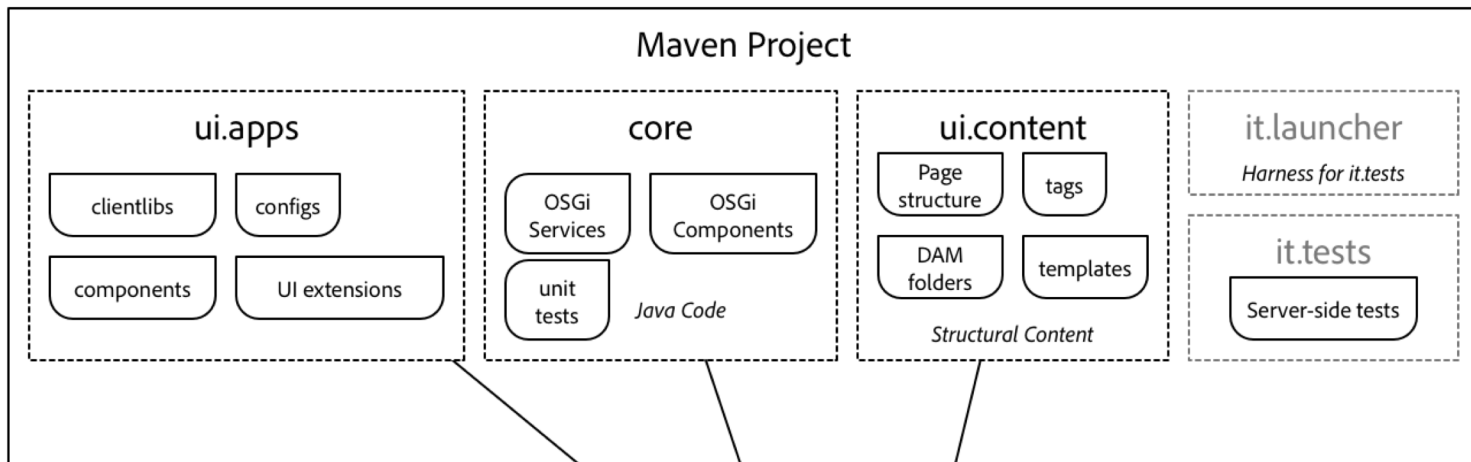 Maven Project
ui.apps
clientlibs
configs
components
UI extensions
core
OSGi
Services
OSGi
Components
unit
tests
Java Code
ui.content
Page
structure
tags
DAM
folders
templates
Structural Content
it.launcher
Harness for it.tests
it.tests
Server-side tests